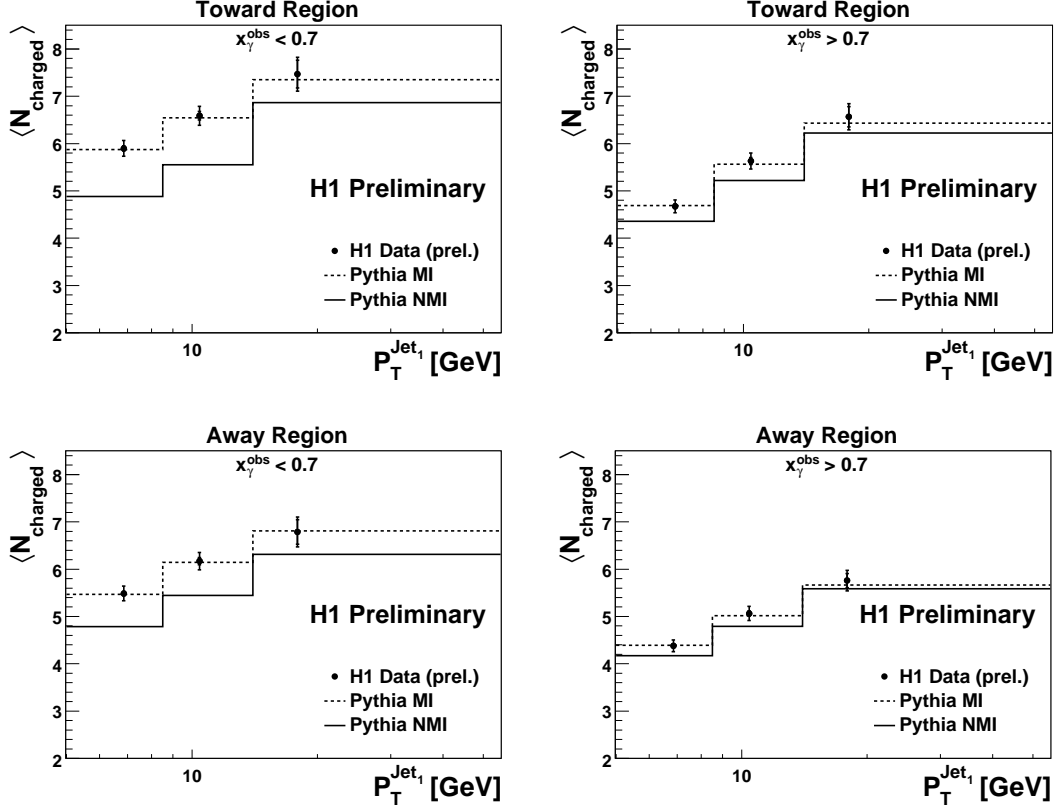 Toward Region
x_γ^obs < 0.7
⟨N_charged⟩
8
7
6
5
4
3
2
H1 Preliminary
H1 Data (prel.)
Pythia MI
Pythia NMI
10
P_T^Jet₁ [GeV]
Toward Region
x_γ^obs > 0.7
⟨N_charged⟩
8
7
6
5
4
3
2
H1 Preliminary
H1 Data (prel.)
Pythia MI
Pythia NMI
10
P_T^Jet₁ [GeV]
Away Region
x_γ^obs < 0.7
⟨N_charged⟩
8
7
6
5
4
3
2
H1 Preliminary
H1 Data (prel.)
Pythia MI
Pythia NMI
10
P_T^Jet₁ [GeV]
Away Region
x_γ^obs > 0.7
⟨N_charged⟩
8
7
6
5
4
3
2
H1 Preliminary
H1 Data (prel.)
Pythia MI
Pythia NMI
10
P_T^Jet₁ [GeV]